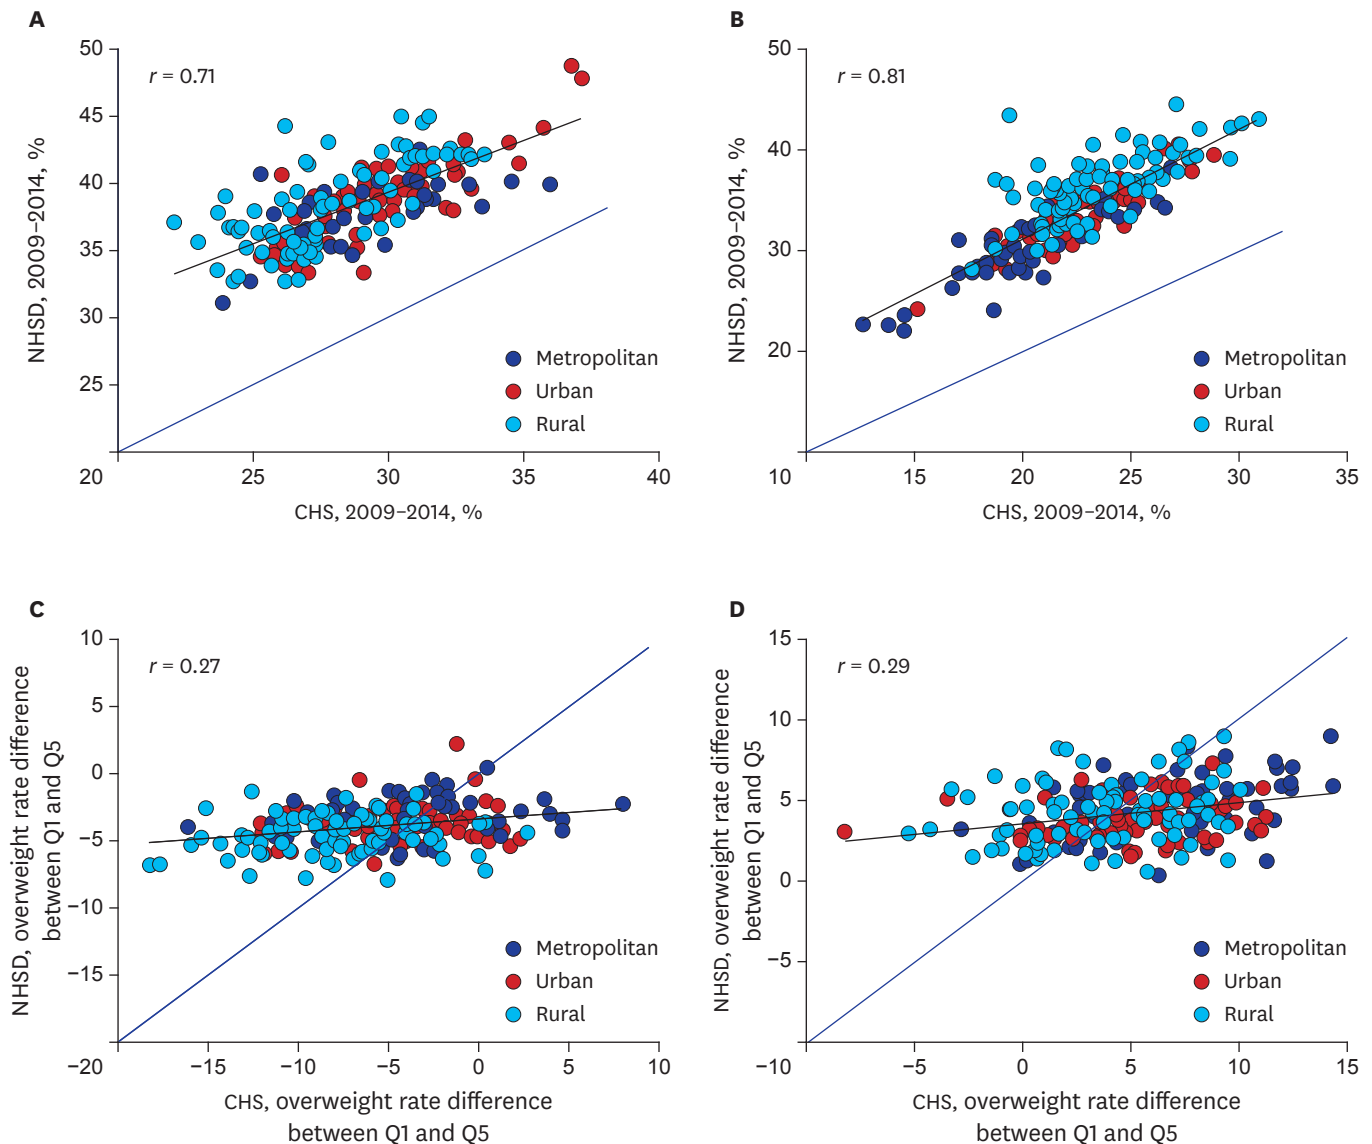 A
50
45
40
35
30
25
20
25
30
35
40
r = 0.71
NHSD, 2009–2014, %
CHS, 2009–2014, %
Metropolitan
Urban
Rural
B
50
40
30
20
10
15
20
25
30
35
r = 0.81
NHSD, 2009–2014, %
CHS, 2009–2014, %
Metropolitan
Urban
Rural
C
10
5
0
−5
−10
−15
−20
−15
−10
−5
0
5
10
r = 0.27
NHSD, overweight rate difference
between Q1 and Q5
CHS, overweight rate difference
between Q1 and Q5
Metropolitan
Urban
Rural
D
15
10
5
0
−5
−10
−5
0
5
10
15
r = 0.29
NHSD, overweight rate difference
between Q1 and Q5
CHS, overweight rate difference
between Q1 and Q5
Metropolitan
Urban
Rural